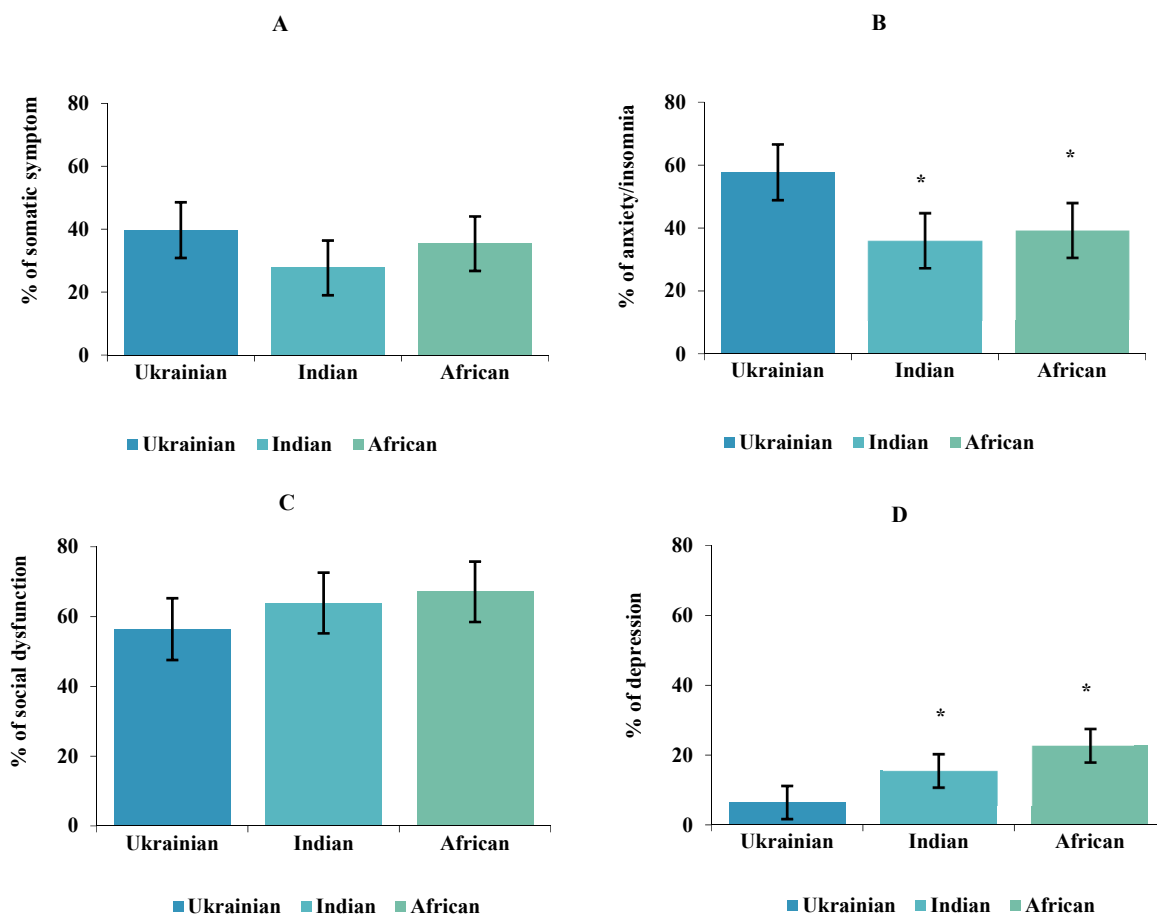 A
% of somatic symptom
80
60
40
20
0
Ukrainian Indian African
Ukrainian Indian African
B
% of anxiety/insomnia
80
60
40
20
0
*
*
Ukrainian Indian African
Ukrainian Indian African
C
% of social dysfunction
80
60
40
20
0
Ukrainian Indian African
Ukrainian Indian African
D
% of depression
80
60
40
20
0
*
*
Ukrainian Indian African
Ukrainian Indian African